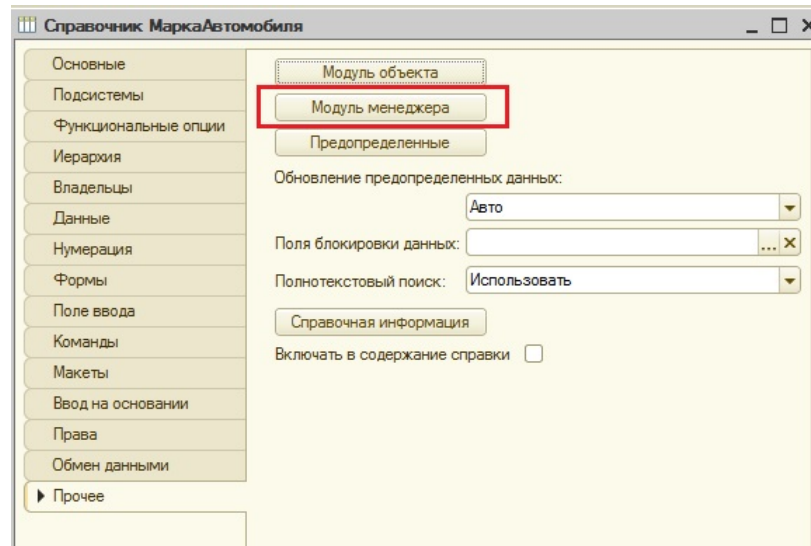 Справочник МаркаАвтомобиля
Основные
Подсистемы
Функциональные опции
Иерархия
Владельцы
Данные
Нумерация
Формы
Поле ввода
Команды
Макеты
Ввод на основании
Права
Обмен данными
Прочее
Модуль объекта
Модуль менеджера
Предопределенные
Обновление предопределенных данных:
Авто
Поля блокировки данных:
...
Полнотекстовый поиск: Использовать
Справочная информация
Включать в содержание справки